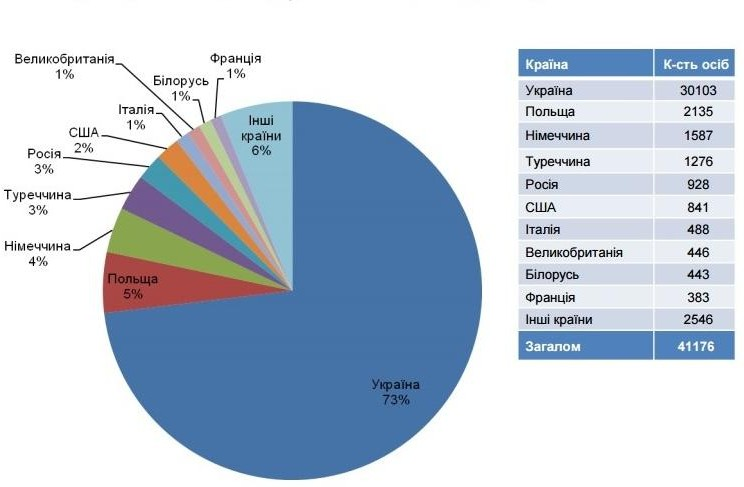 Великобританія
1%
Франція
1%
Білорусь
1%
Італія
1%
США
2%
Росія
3%
Туреччина
3%
Німеччина
4%
Польща
5%
Інші
країни
6%
Україна
73%
Країна К-сть осіб
Україна 30103
Польща 2135
Німеччина 1587
Туреччина 1276
Росія 928
США 841
Італія 488
Великобританія 446
Білорусь 443
Франція 383
Інші країни 2546
Загалом 41176